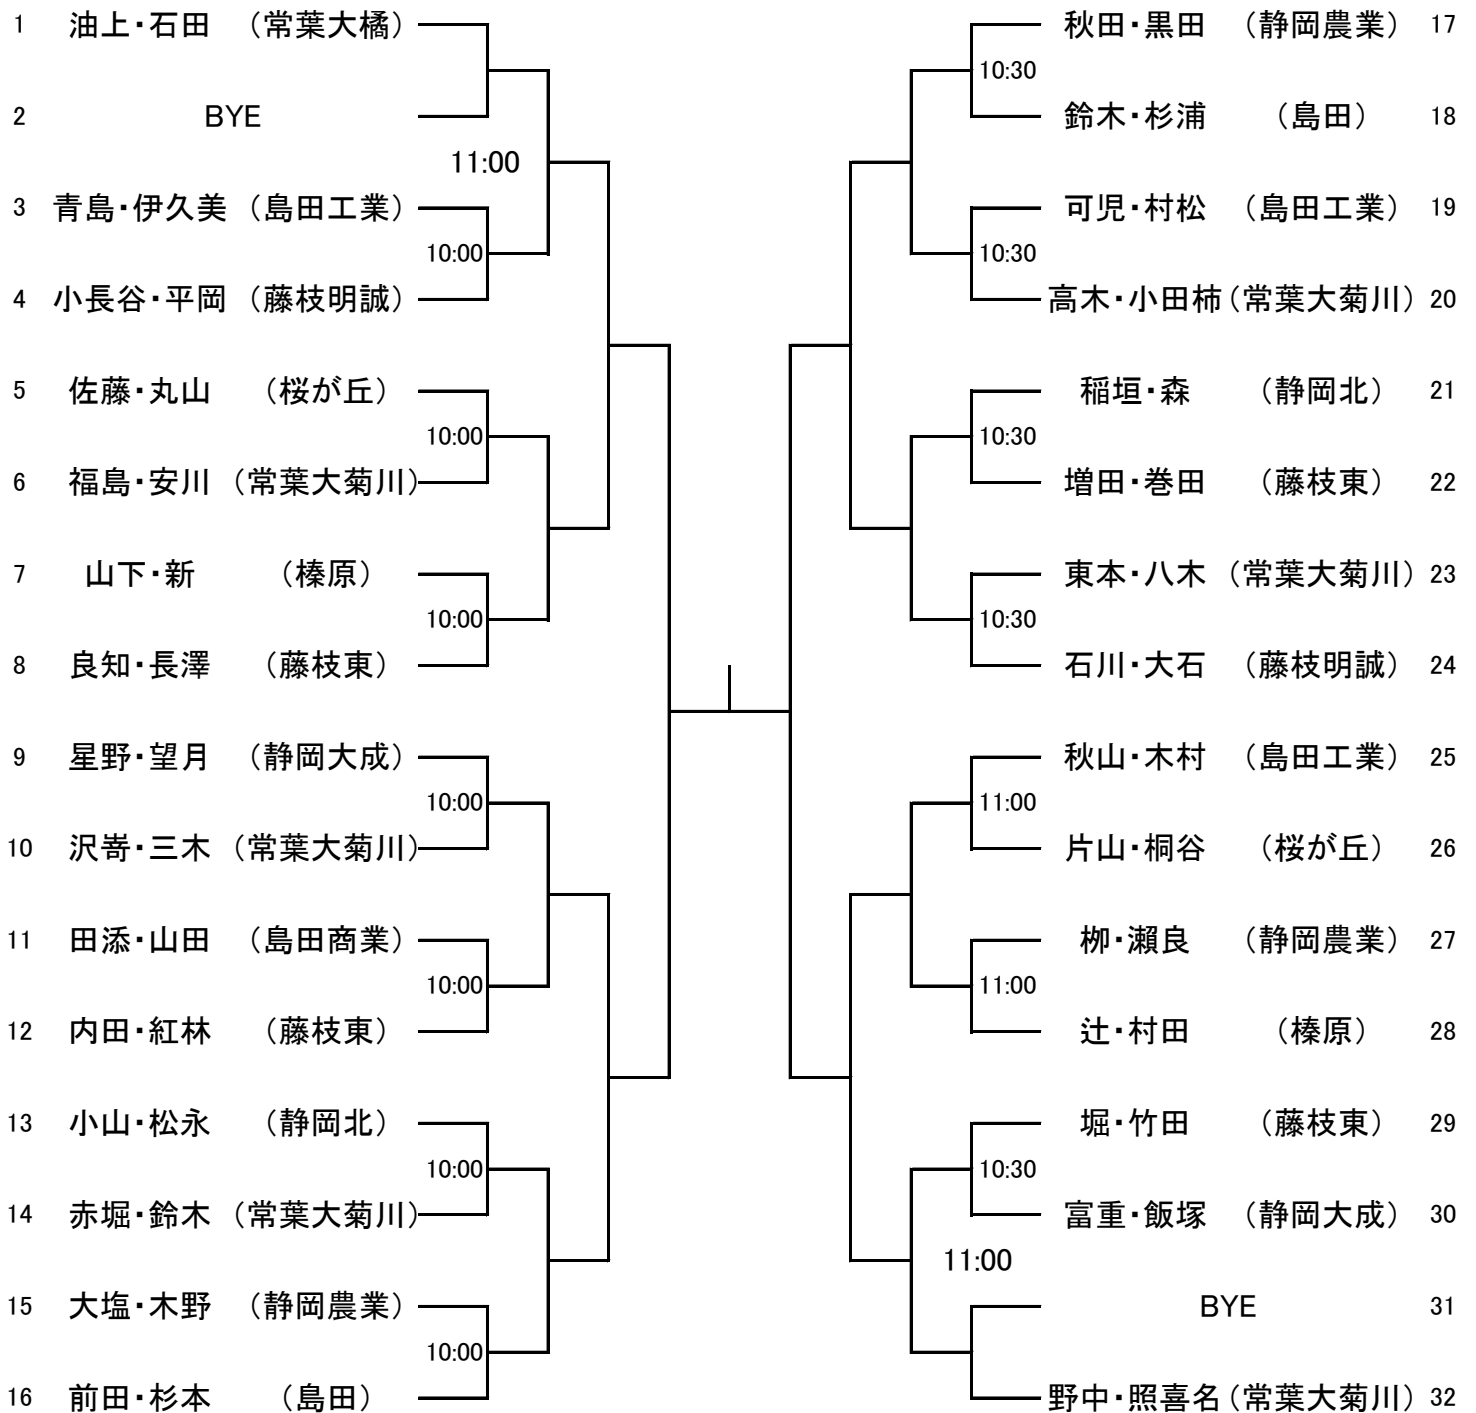 1 油上・石田 （常葉大橘）
2 BYE
11:00
3 青島・伊久美 （島田工業）
10:00
4 小長谷・平岡 （藤枝明誠）
5 佐藤・丸山 （桜が丘）
10:00
6 福島・安川 （常葉大菊川）
7 山下・新 （榛原）
10:00
8 良知・長澤 （藤枝東）
9 星野・望月 （静岡大成）
10:00
10 沢嵜・三木 （常葉大菊川）
11 田添・山田 （島田商業）
10:00
12 内田・紅林 （藤枝東）
13 小山・松永 （静岡北）
10:00
14 赤堀・鈴木 （常葉大菊川）
15 大塩・木野 （静岡農業）
10:00
16 前田・杉本 （島田）
秋田・黒田 （静岡農業） 17
10:30
鈴木・杉浦 （島田） 18
可児・村松 （島田工業） 19
10:30
高木・小田柿 （常葉大菊川） 20
稲垣・森 （静岡北） 21
10:30
増田・巻田 （藤枝東） 22
東本・八木 （常葉大菊川） 23
10:30
石川・大石 （藤枝明誠） 24
秋山・木村 （島田工業） 25
11:00
片山・桐谷 （桜が丘） 26
栁・瀬良 （静岡農業） 27
11:00
辻・村田 （榛原） 28
堀・竹田 （藤枝東） 29
10:30
富重・飯塚 （静岡大成） 30
11:00
BYE 31
野中・照喜名 （常葉大菊川） 32